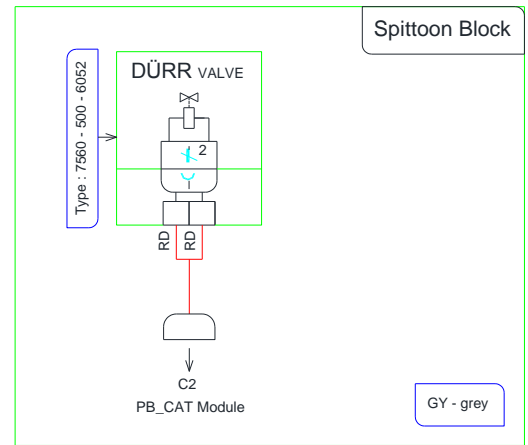 Spittoon Block
DÜRR VALVE
Type : 7560 - 500 - 6052
2
RD
RD
C2
PB_CAT Module
GY - grey